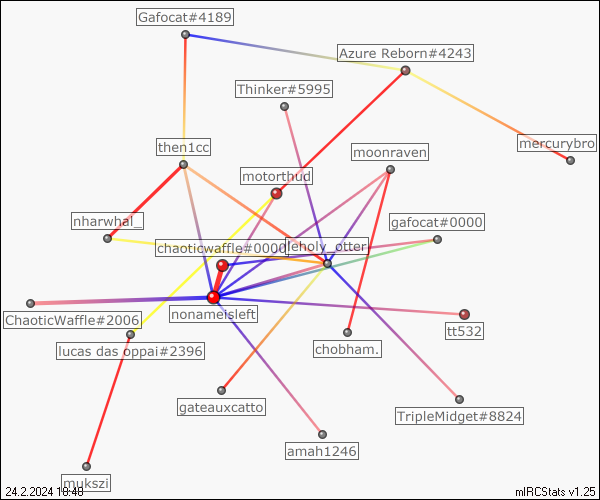 Gafocat#4189
Azure Reborn#4243
Thinker#5995
mercurybro
then1cc
moonraven
motorthud
nharwhal_
gafocat#0000
chaoticwaffle#0000
leholy_otter
ChaoticWaffle#2006
nonameisleft
tt532
lucas das oppai#2396
chobham.
gateauxcatto
TripleMidget#8824
amah1246
mukszi
24.2.2024 10:48
mIRCStats v1.25